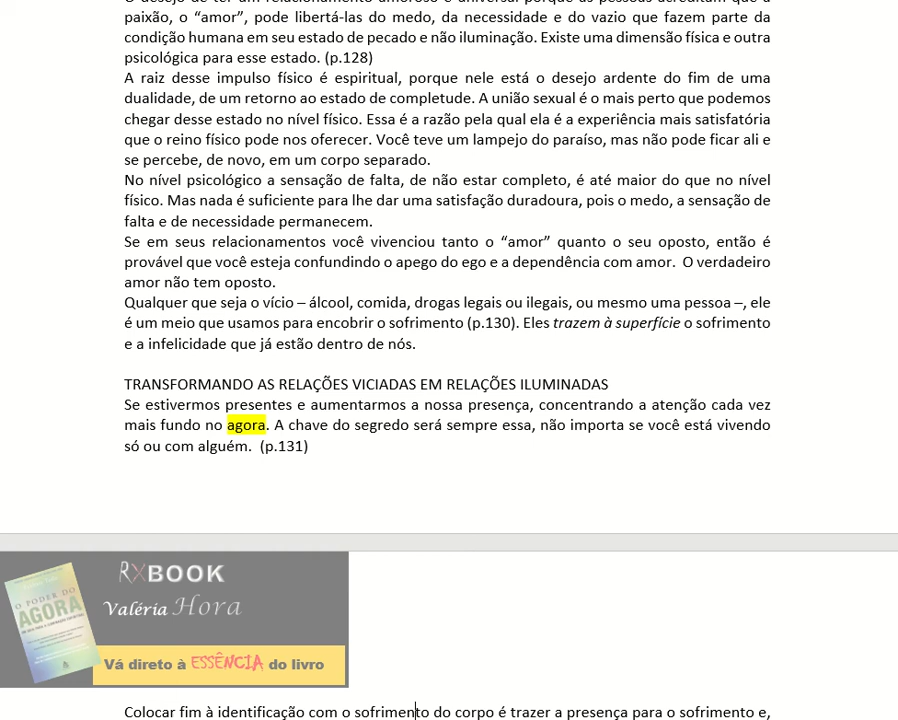 O desejo de ter um relacionamento amoroso é universal porque as pessoas acreditam que a
paixão, o “amor”, pode libertá-las do medo, da necessidade e do vazio que fazem parte da
condição humana em seu estado de pecado e não iluminação. Existe uma dimensão física e outra
psicológica para esse estado. (p.128)
A raiz desse impulso físico é espiritual, porque nele está o desejo ardente do fim de uma
dualidade, de um retorno ao estado de completude. A união sexual é o mais perto que podemos
chegar desse estado no nível físico. Essa é a razão pela qual ela é a experiência mais satisfatória
que o reino físico pode nos oferecer. Você teve um lampejo do paraíso, mas não pode ficar ali e
se percebe, de novo, em um corpo separado.
No nível psicológico a sensação de falta, de não estar completo, é até maior do que no nível
físico. Mas nada é suficiente para lhe dar uma satisfação duradoura, pois o medo, a sensação de
falta e de necessidade permanecem.
Se em seus relacionamentos você vivenciou tanto o “amor” quanto o seu oposto, então é
provável que você esteja confundindo o apego do ego e a dependência com amor. O verdadeiro
amor não tem oposto.
Qualquer que seja o vício – álcool, comida, drogas legais ou ilegais, ou mesmo uma pessoa –, ele
é um meio que usamos para encobrir o sofrimento (p.130). Eles trazem à superfície o sofrimento
e a infelicidade que já estão dentro de nós.
TRANSFORMANDO AS RELAÇÕES VICIADAS EM RELAÇÕES ILUMINADAS
Se estivermos presentes e aumentarmos a nossa presença, concentrando a atenção cada vez
mais fundo no agora. A chave do segredo será sempre essa, não importa se você está vivendo
só ou com alguém. (p.131)
RXBOOK
Valéria Hora
O PODER DO
AGORA
Vá direto à ESSÊNCIA do livro
Colocar fim à identificação com o sofrimento do corpo é trazer a presença para o sofrimento e,